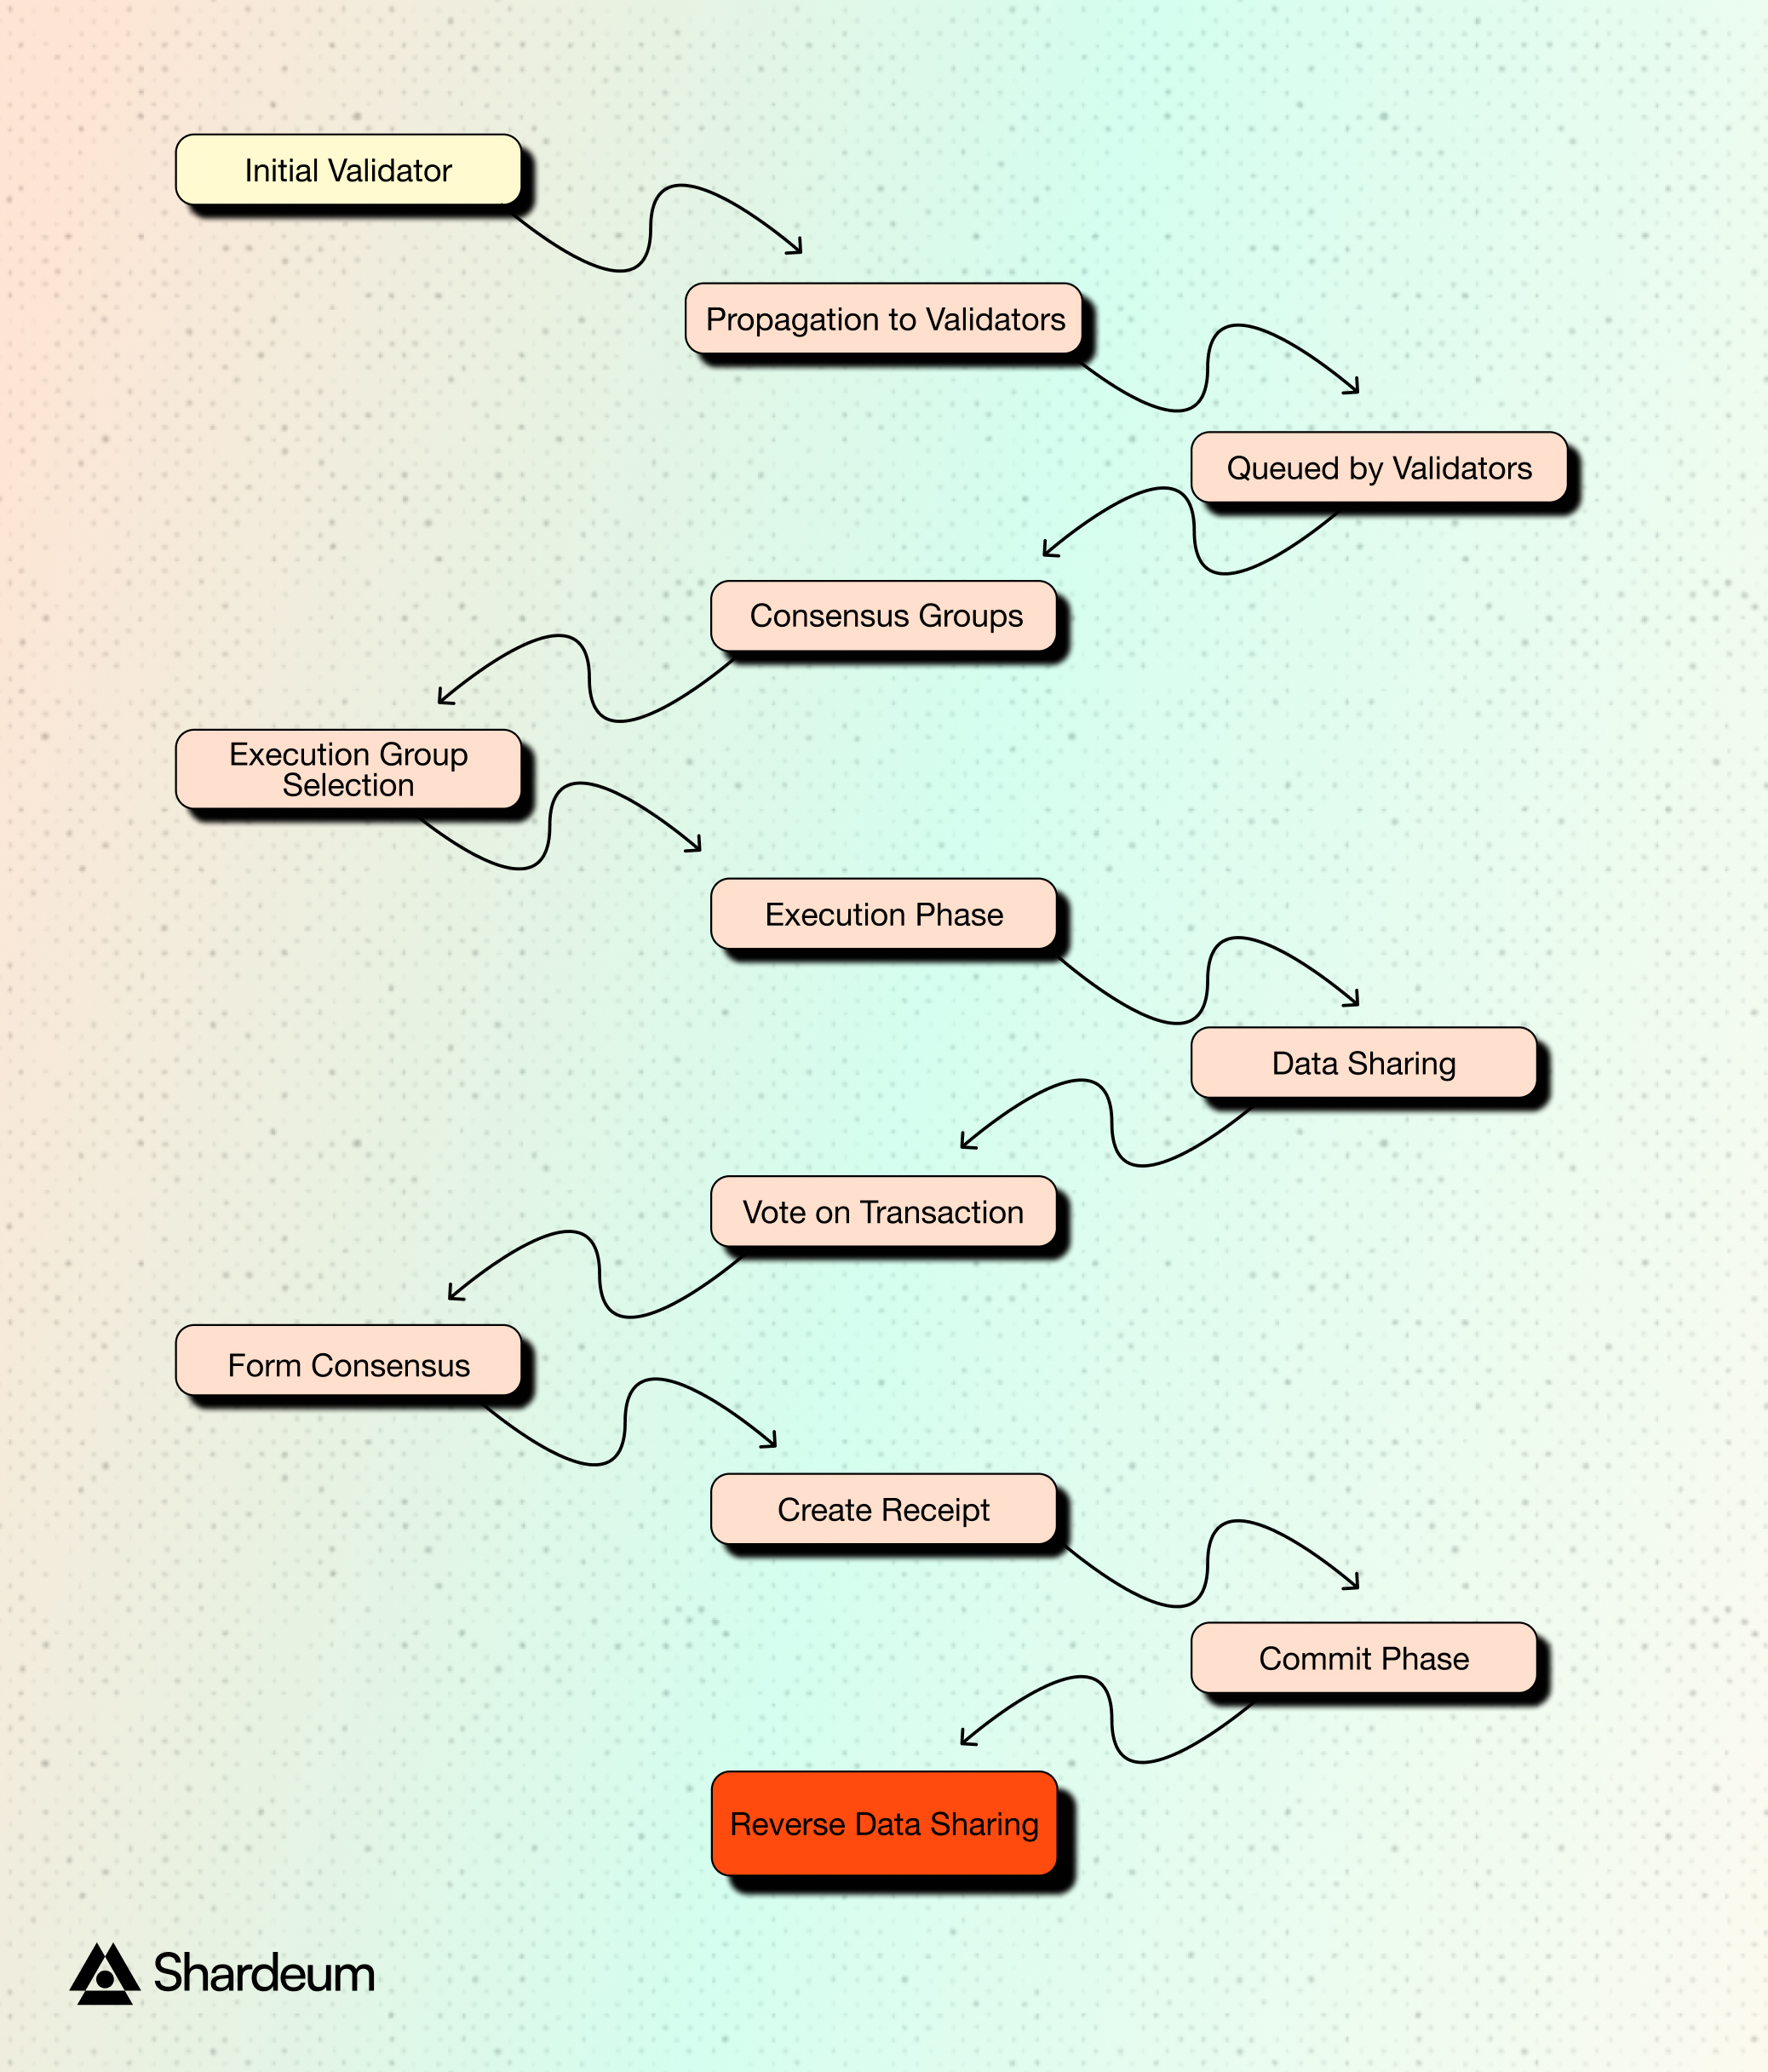 Initial Validator
Propagation to Validators
Queued by Validators
Consensus Groups
Execution Group
Selection
Execution Phase
Data Sharing
Vote on Transaction
Form Consensus
Create Receipt
Commit Phase
Reverse Data Sharing
Shardeum